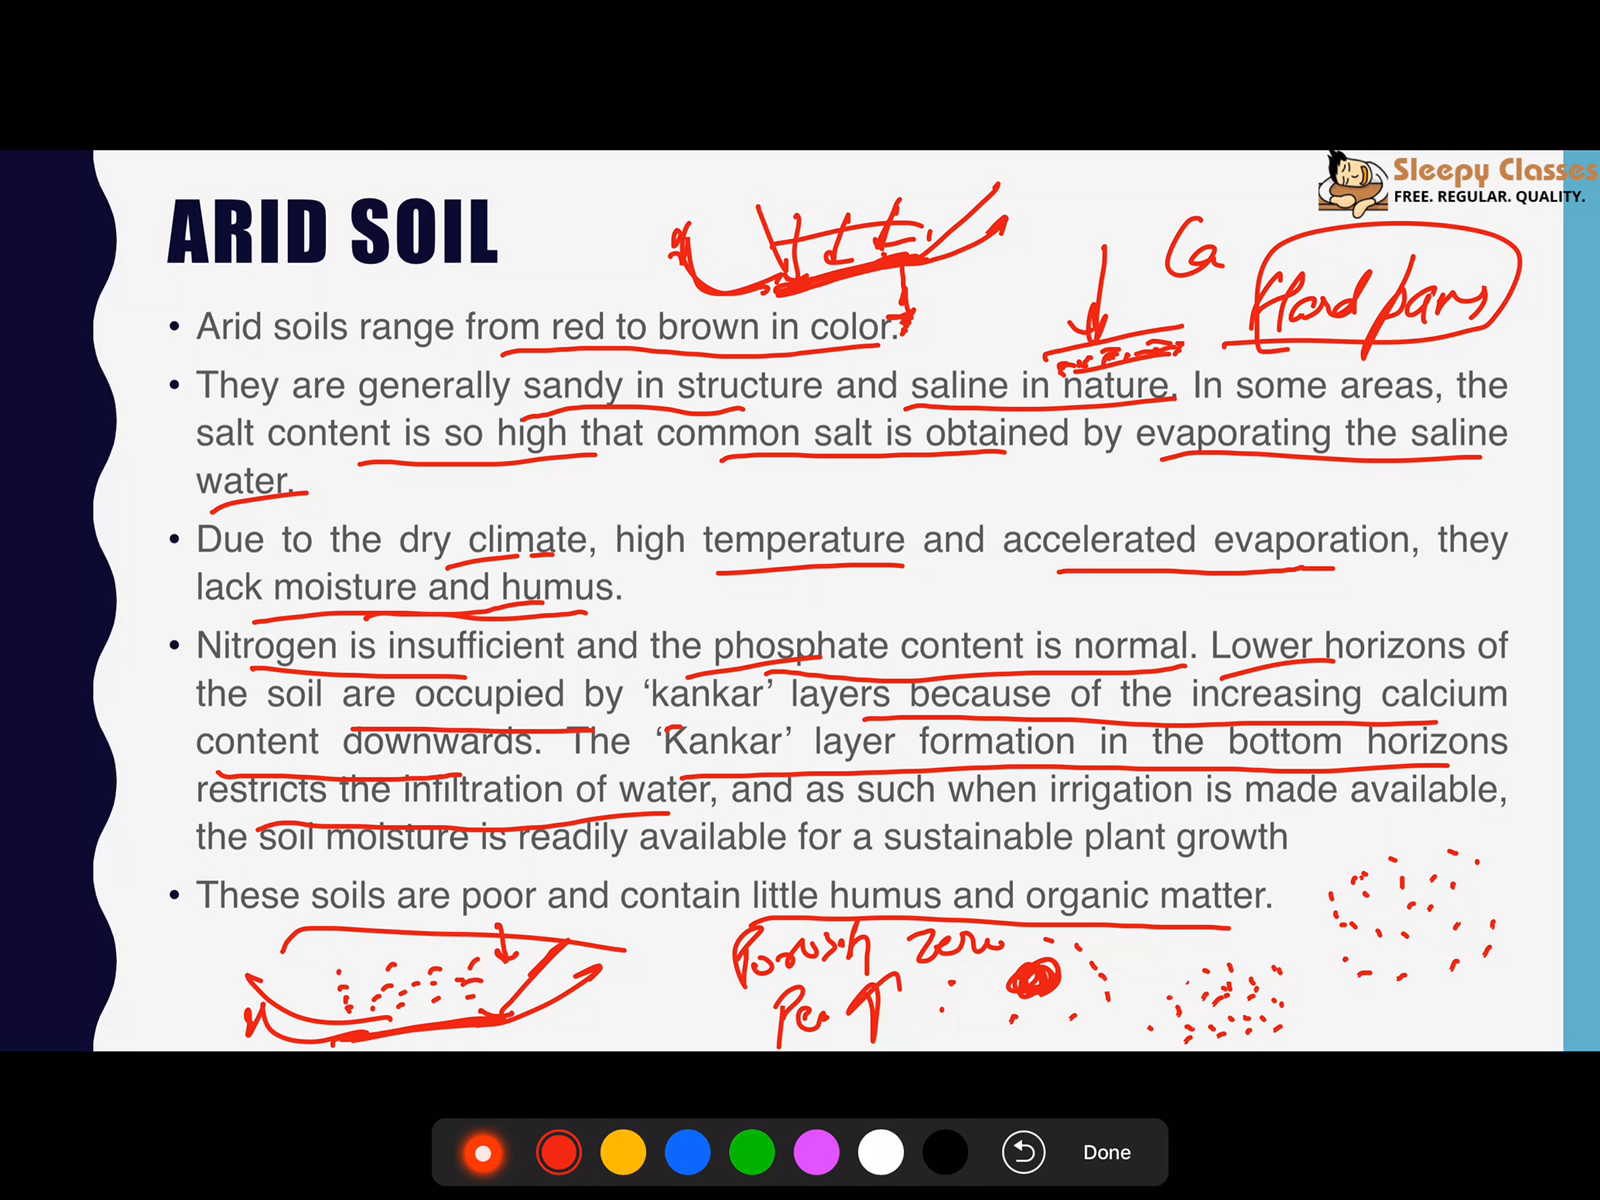 Sleepy Classes
FREE. REGULAR. QUALITY.
ARID SOIL
Ca
Hard pans
• Arid soils range from red to brown in color.
• They are generally sandy in structure and saline in nature. In some areas, the
salt content is so high that common salt is obtained by evaporating the saline
water.
• Due to the dry climate, high temperature and accelerated evaporation, they
lack moisture and humus.
• Nitrogen is insufficient and the phosphate content is normal. Lower horizons of
the soil are occupied by ‘kankar’ layers because of the increasing calcium
content downwards. The ‘Kankar’ layer formation in the bottom horizons
restricts the infiltration of water, and as such when irrigation is made available,
the soil moisture is readily available for a sustainable plant growth
• These soils are poor and contain little humus and organic matter.
zero
Done